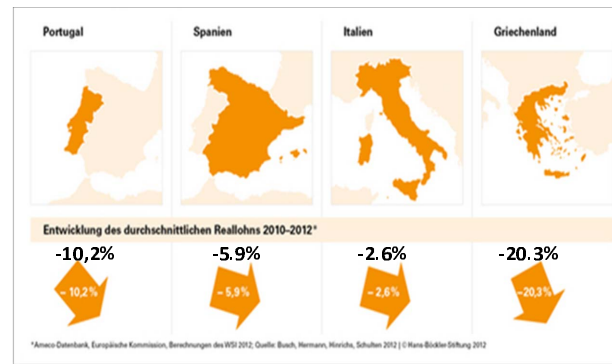 Portugal Spanien Italien Griechenland
Entwicklung des durchschnittlichen Reallohns 2010–2012*
-10,2% -5.9% -2.6% -20.3%
– 10,2% – 5,9% – 2,6% –20,3%
*Ameco-Datenbank, Europäische Kommission, Berechnungen des WSI 2012; Quelle: Busch, Hermann, Hinrichs, Schulten 2012 | © Hans-Böckler-Stiftung 2012